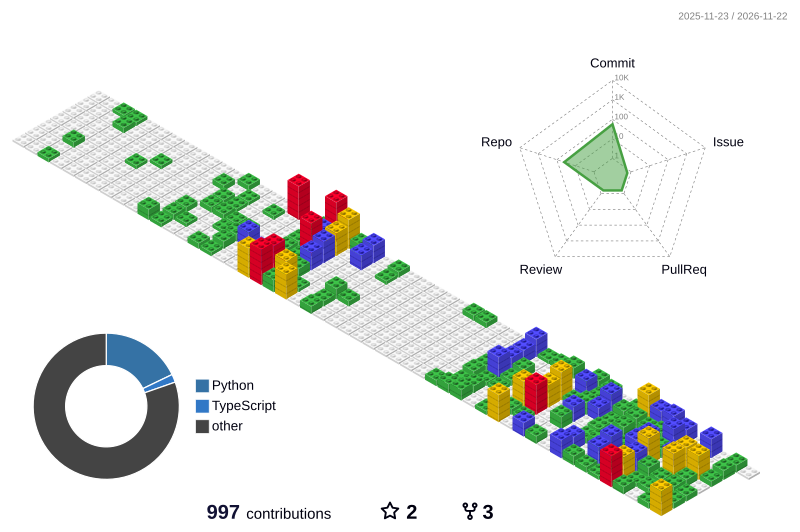 2025-11-23 / 2026-11-22
Commit
10K
1K
100
10
1
Repo
Issue
Review
PullReq
Python
TypeScript
other
997 contributions
2
3